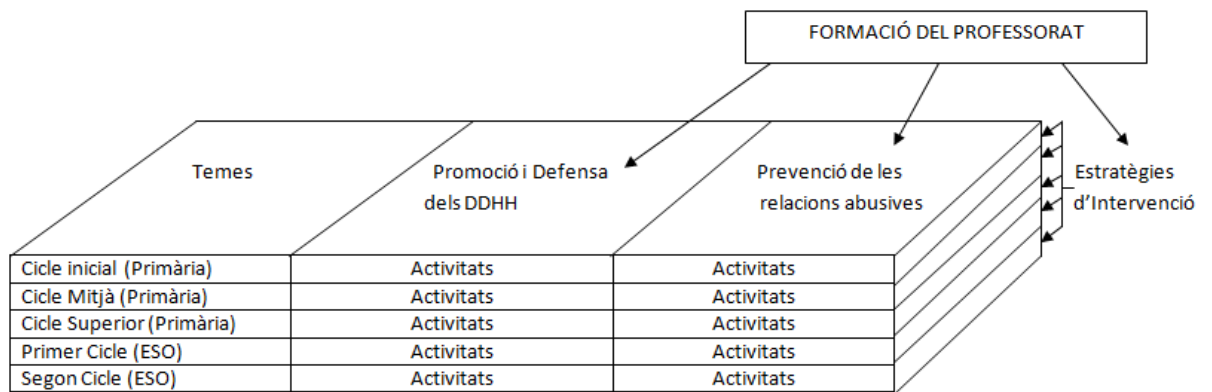 FORMACIÓ DEL PROFESSORAT
Temes
Promoció i Defensa
dels DDHH
Prevenció de les
relacions abusives
Estratègies
d'Intervenció
Cicle inicial (Primària) Activitats Activitats
Cicle Mitjà (Primària) Activitats Activitats
Cicle Superior (Primària) Activitats Activitats
Primer Cicle (ESO) Activitats Activitats
Segon Cicle (ESO) Activitats Activitats